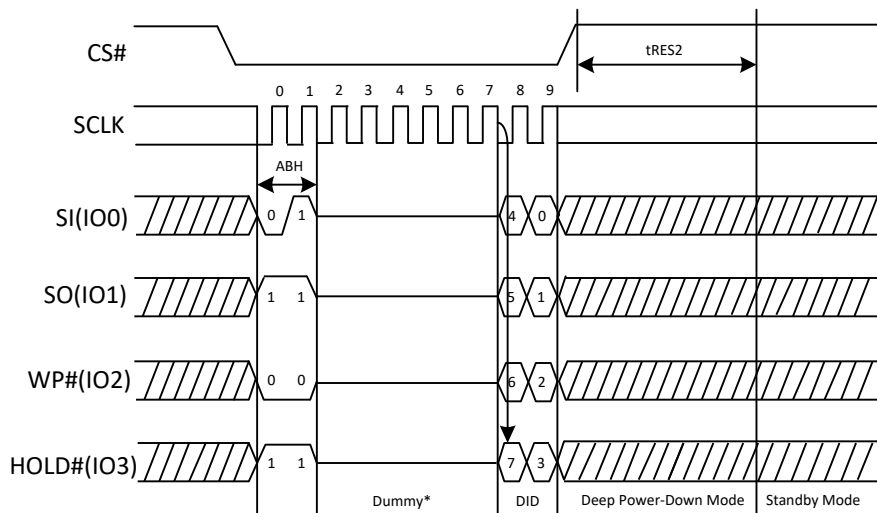 CS#
tRES2
0 1 2 3 4 5 6 7 8 9
SCLK
ABH
SI(IO0) 0 1 4 0
SO(IO1) 1 1 5 1
WP#(IO2) 0 0 6 2
HOLD#(IO3) 1 1 7 3
Dummy* DID Deep Power-Down Mode Standby Mode